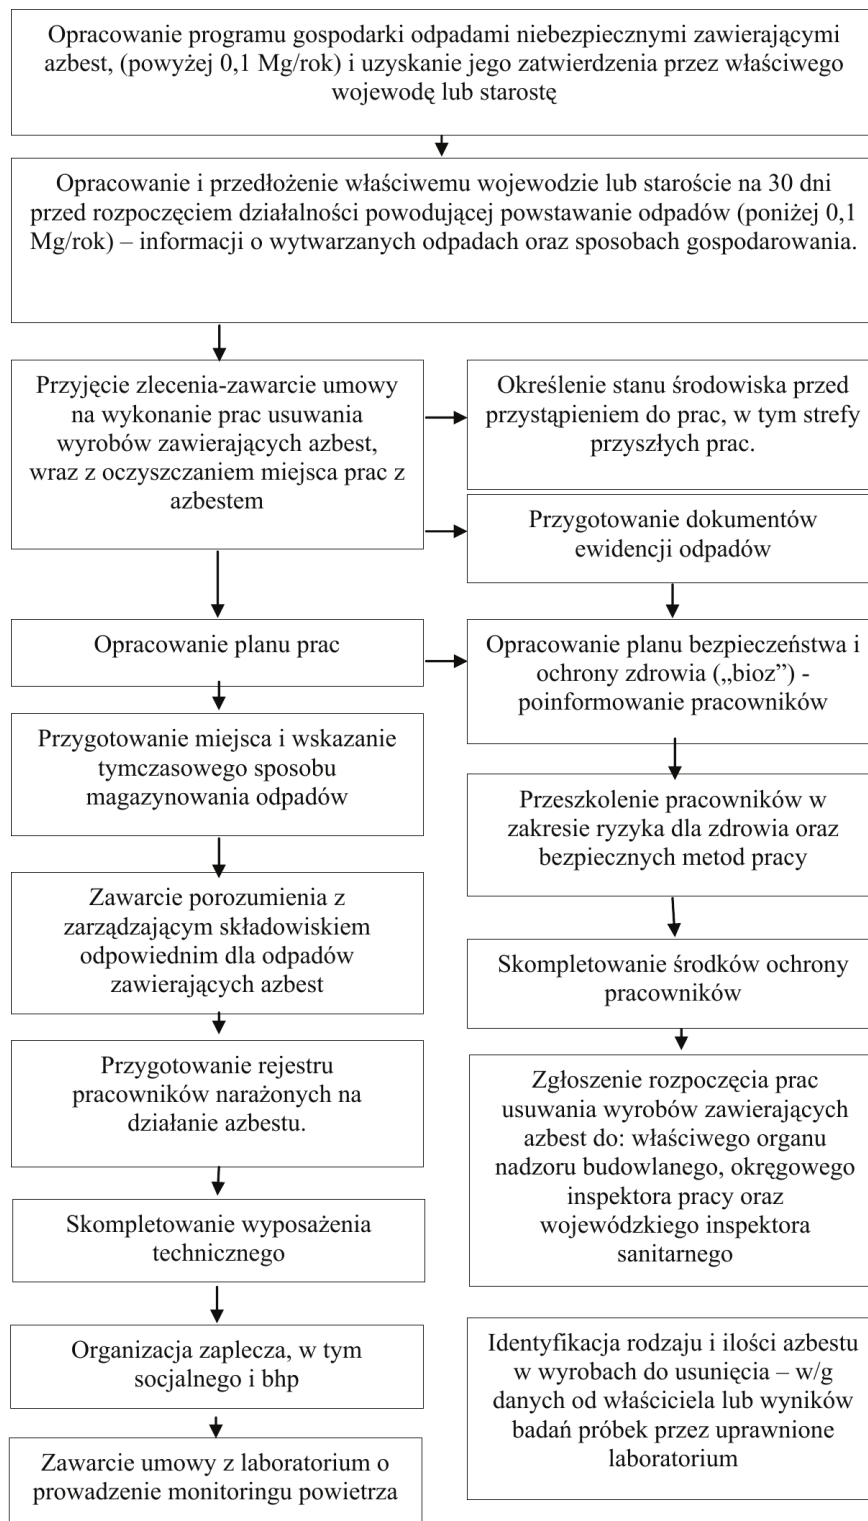 Opracowanie programu gospodarki odpadami niebezpiecznymi zawierającymi
azbest, (powyżej 0,1 Mg/rok) i uzyskanie jego zatwierdzenia przez właściwego
wojewodę lub starostę
Opracowanie i przedłożenie właściwemu wojewodzie lub staroście na 30 dni
przed rozpoczęciem działalności powodującej powstawanie odpadów (poniżej 0,1
Mg/rok) – informacji o wytwarzanych odpadach oraz sposobach gospodarowania.
Przyjęcie zlecenia-zawarcie umowy
na wykonanie prac usuwania
wyrobów zawierających azbest,
wraz z oczyszczaniem miejsca prac z
azbestem
Określenie stanu środowiska przed
przystąpieniem do prac, w tym strefy
przyszłych prac.
Przygotowanie dokumentów
ewidencji odpadów
Opracowanie planu prac
Opracowanie planu bezpieczeństwa i
ochrony zdrowia („bioz”) -
poinformowanie pracowników
Przygotowanie miejsca i wskazanie
tymczasowego sposobu
magazynowania odpadów
Przeszkolenie pracowników w
zakresie ryzyka dla zdrowia oraz
bezpiecznych metod pracy
Zawarcie porozumienia z
zarządzającym składowiskiem
odpowiednim dla odpadów
zawierających azbest
Skompletowanie środków ochrony
pracowników
Przygotowanie rejestru
pracowników narażonych na
działanie azbestu.
Zgłoszenie rozpoczęcia prac
usuwania wyrobów zawierających
azbest do: właściwego organu
nadzoru budowlanego, okręgowego
inspektora pracy oraz
wojewódzkiego inspektora
sanitarnego
Skompletowanie wyposażenia
technicznego
Organizacja zaplecza, w tym
socjalnego i bhp
Identyfikacja rodzaju i ilości azbestu
w wyrobach do usunięcia – w/g
danych od właściciela lub wyników
badań próbek przez uprawnione
laboratorium
Zawarcie umowy z laboratorium o
prowadzenie monitoringu powietrza